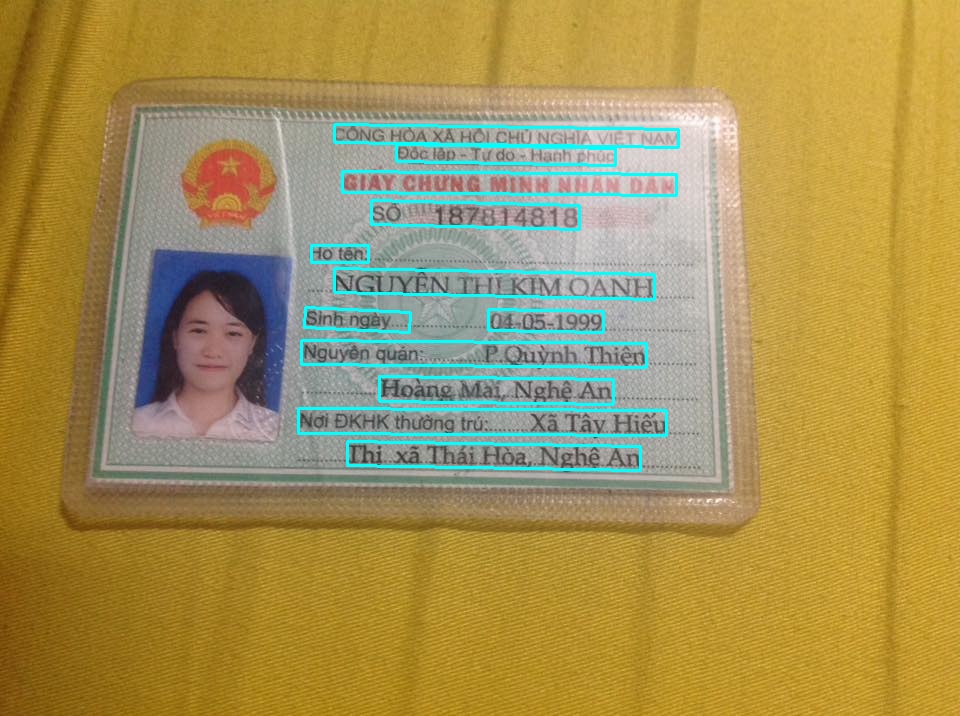 CỘNG HÒA XÃ HỘI CHỦ NGHĨA VIỆT NAM
Độc lập - Tự do - Hạnh phúc
GIẤY CHỨNG MINH NHÂN DÂN
SỐ 187814818
Họ tên:
NGUYỄN THỊ KIM OANH
Sinh ngày 04-05-1999
Nguyên quán: P.Quỳnh Thiện
Hoàng Mai, Nghệ An
Nơi ĐKHK thường trú: Xã Tây Hiếu
Thị xã Thái Hòa, Nghệ An
VIỆT NAM